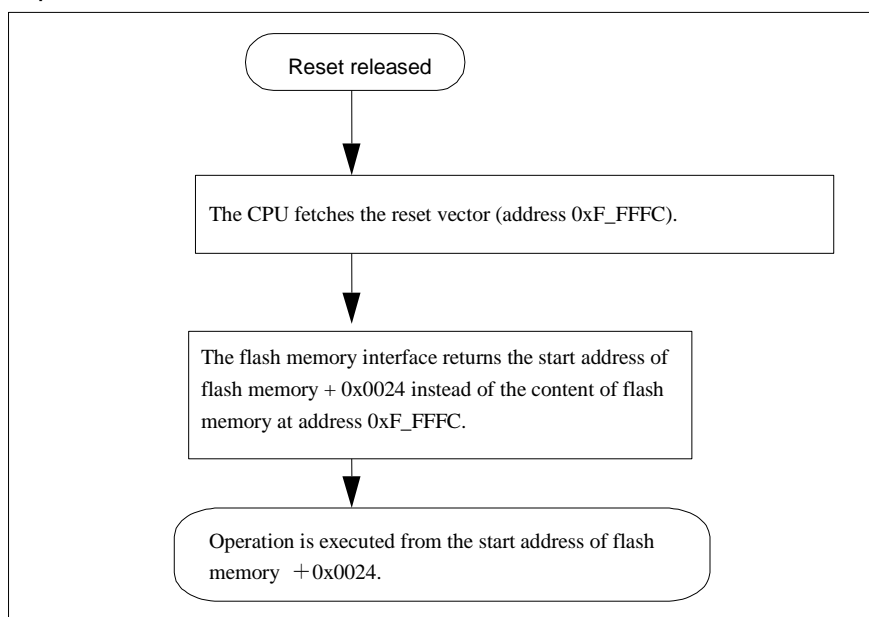 Reset released
The CPU fetches the reset vector (address 0xF_FFFC).
The flash memory interface returns the start address of
flash memory + 0x0024 instead of the content of flash
memory at address 0xF_FFFC.
Operation is executed from the start address of flash
memory +0x0024.